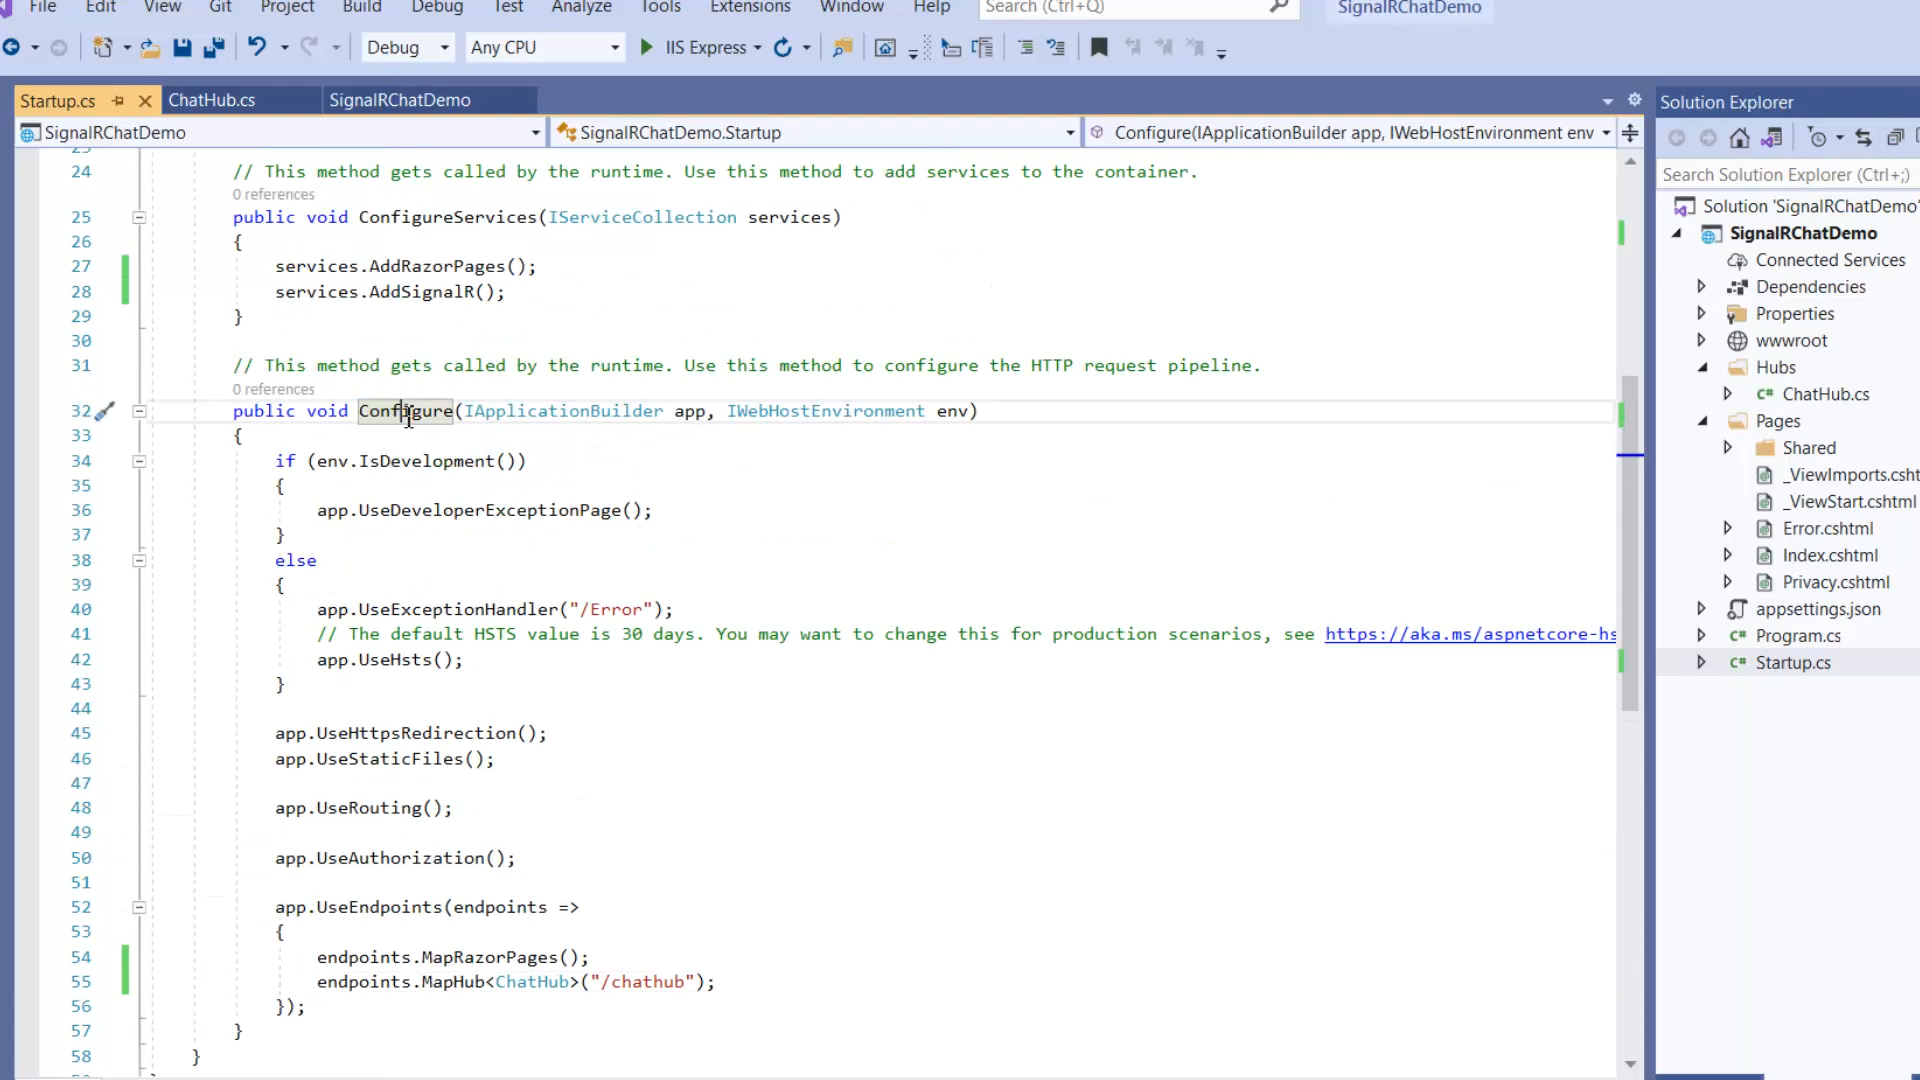 File Edit View Git Project Build Debug Test Analyze Tools Extensions Window Help Search (Ctrl+Q) SignalRChatDemo
Debug Any CPU IIS Express
Startup.cs ChatHub.cs SignalRChatDemo
SignalRChatDemo SignalRChatDemo.Startup Configure(IApplicationBuilder app, IWebHostEnvironment env
24 // This method gets called by the runtime. Use this method to add services to the container.
0 references
25 public void ConfigureServices(IServiceCollection services)
26 {
27 services.AddRazorPages();
28 services.AddSignalR();
29 }
30
31 // This method gets called by the runtime. Use this method to configure the HTTP request pipeline.
0 references
32 public void Configure(IApplicationBuilder app, IWebHostEnvironment env)
33 {
34 if (env.IsDevelopment())
35 {
36 app.UseDeveloperExceptionPage();
37 }
38 else
39 {
40 app.UseExceptionHandler("/Error");
41 // The default HSTS value is 30 days. You may want to change this for production scenarios, see https://aka.ms/aspnetcore-hs
42 app.UseHsts();
43 }
44
45 app.UseHttpsRedirection();
46 app.UseStaticFiles();
47
48 app.UseRouting();
49
50 app.UseAuthorization();
51
52 app.UseEndpoints(endpoints =>
53 {
54 endpoints.MapRazorPages();
55 endpoints.MapHub<ChatHub>("/chathub");
56 });
57 }
58 }
Solution Explorer
Search Solution Explorer (Ctrl+;)
Solution 'SignalRChatDemo'
SignalRChatDemo
Connected Services
Dependencies
Properties
wwwroot
Hubs
C# ChatHub.cs
Pages
Shared
_ViewImports.csht
_ViewStart.cshtml
Error.cshtml
Index.cshtml
Privacy.cshtml
appsettings.json
C# Program.cs
C# Startup.cs